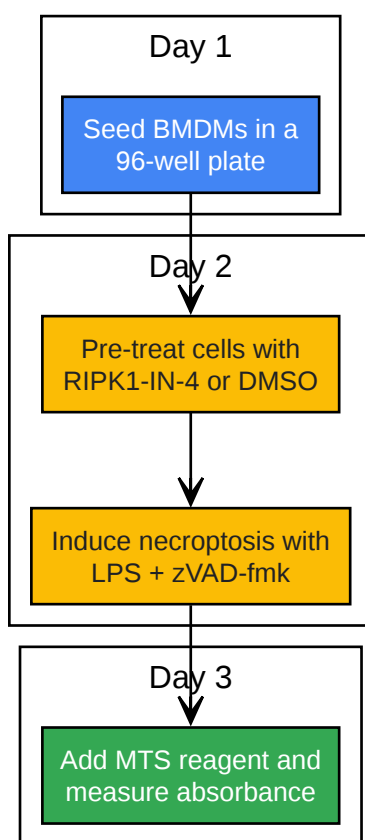 Day 1
Seed BMDMs in a
96-well plate
Day 2
Pre-treat cells with
RIPK1-IN-4 or DMSO
Induce necroptosis with
LPS + zVAD-fmk
Day 3
Add MTS reagent and
measure absorbance